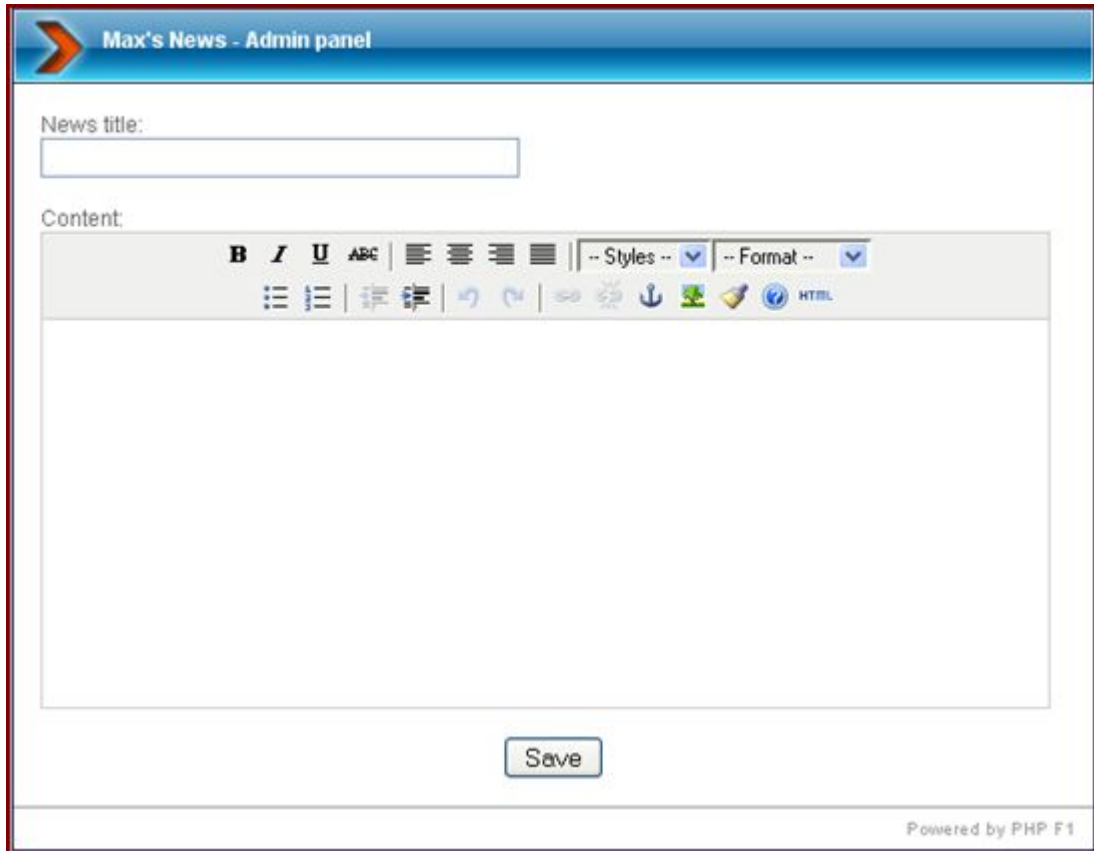 Max's News - Admin panel
News title:
Content:
B I U ABC -- Styles -- -- Format --
HTML
Save
Powered by PHP F1